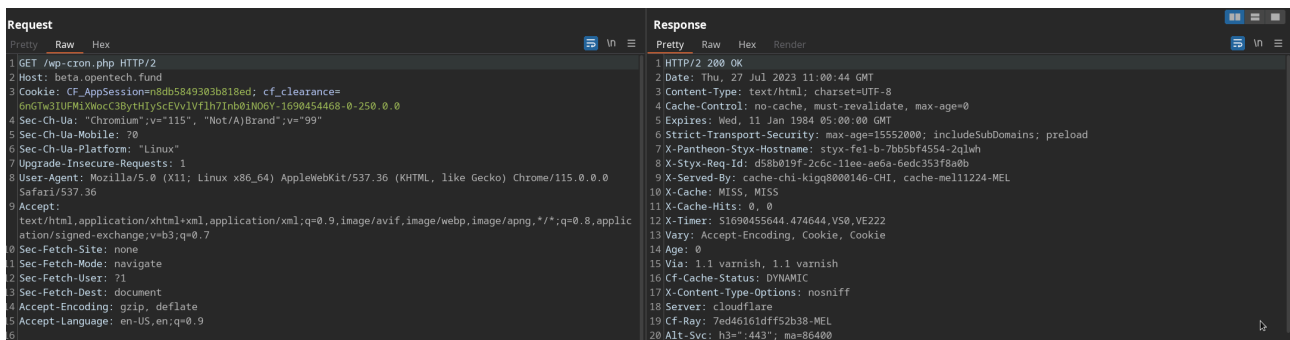 Request
Pretty Raw Hex
\n
1 GET /wp-cron.php HTTP/2
2 Host: beta.opentech.fund
3 Cookie: CF_AppSession=n8db5849303b818ed; cf_clearance=
6nGTw3IUFMiXWocC3BytHIyScEVvlVflh7Inb0iNO6Y-1690454468-0-250.0.0
4 Sec-Ch-Ua: "Chromium";v="115", "Not/A)Brand";v="99"
5 Sec-Ch-Ua-Mobile: ?0
6 Sec-Ch-Ua-Platform: "Linux"
7 Upgrade-Insecure-Requests: 1
8 User-Agent: Mozilla/5.0 (X11; Linux x86_64) AppleWebKit/537.36 (KHTML, like Gecko) Chrome/115.0.0.0
Safari/537.36
9 Accept:
text/html,application/xhtml+xml,application/xml;q=0.9,image/avif,image/webp,image/apng,*/*;q=0.8,applic
ation/signed-exchange;v=b3;q=0.7
10 Sec-Fetch-Site: none
11 Sec-Fetch-Mode: navigate
12 Sec-Fetch-User: ?1
13 Sec-Fetch-Dest: document
14 Accept-Encoding: gzip, deflate
15 Accept-Language: en-US,en;q=0.9
16
Response
Pretty Raw Hex Render
\n
1 HTTP/2 200 OK
2 Date: Thu, 27 Jul 2023 11:00:44 GMT
3 Content-Type: text/html; charset=UTF-8
4 Cache-Control: no-cache, must-revalidate, max-age=0
5 Expires: Wed, 11 Jan 1984 05:00:00 GMT
6 Strict-Transport-Security: max-age=15552000; includeSubDomains; preload
7 X-Pantheon-Styx-Hostname: styx-fe1-b-7bb5bf4554-2qlwh
8 X-Styx-Req-Id: d58b019f-2c6c-11ee-ae6a-6edc353f8a0b
9 X-Served-By: cache-chi-kigq8000146-CHI, cache-mel11224-MEL
10 X-Cache: MISS, MISS
11 X-Cache-Hits: 0, 0
12 X-Timer: S1690455644.474644,VS0,VE222
13 Vary: Accept-Encoding, Cookie, Cookie
14 Age: 0
15 Via: 1.1 varnish, 1.1 varnish
16 Cf-Cache-Status: DYNAMIC
17 X-Content-Type-Options: nosniff
18 Server: cloudflare
19 Cf-Ray: 7ed46161dff52b38-MEL
20 Alt-Svc: h3=":443"; ma=86400